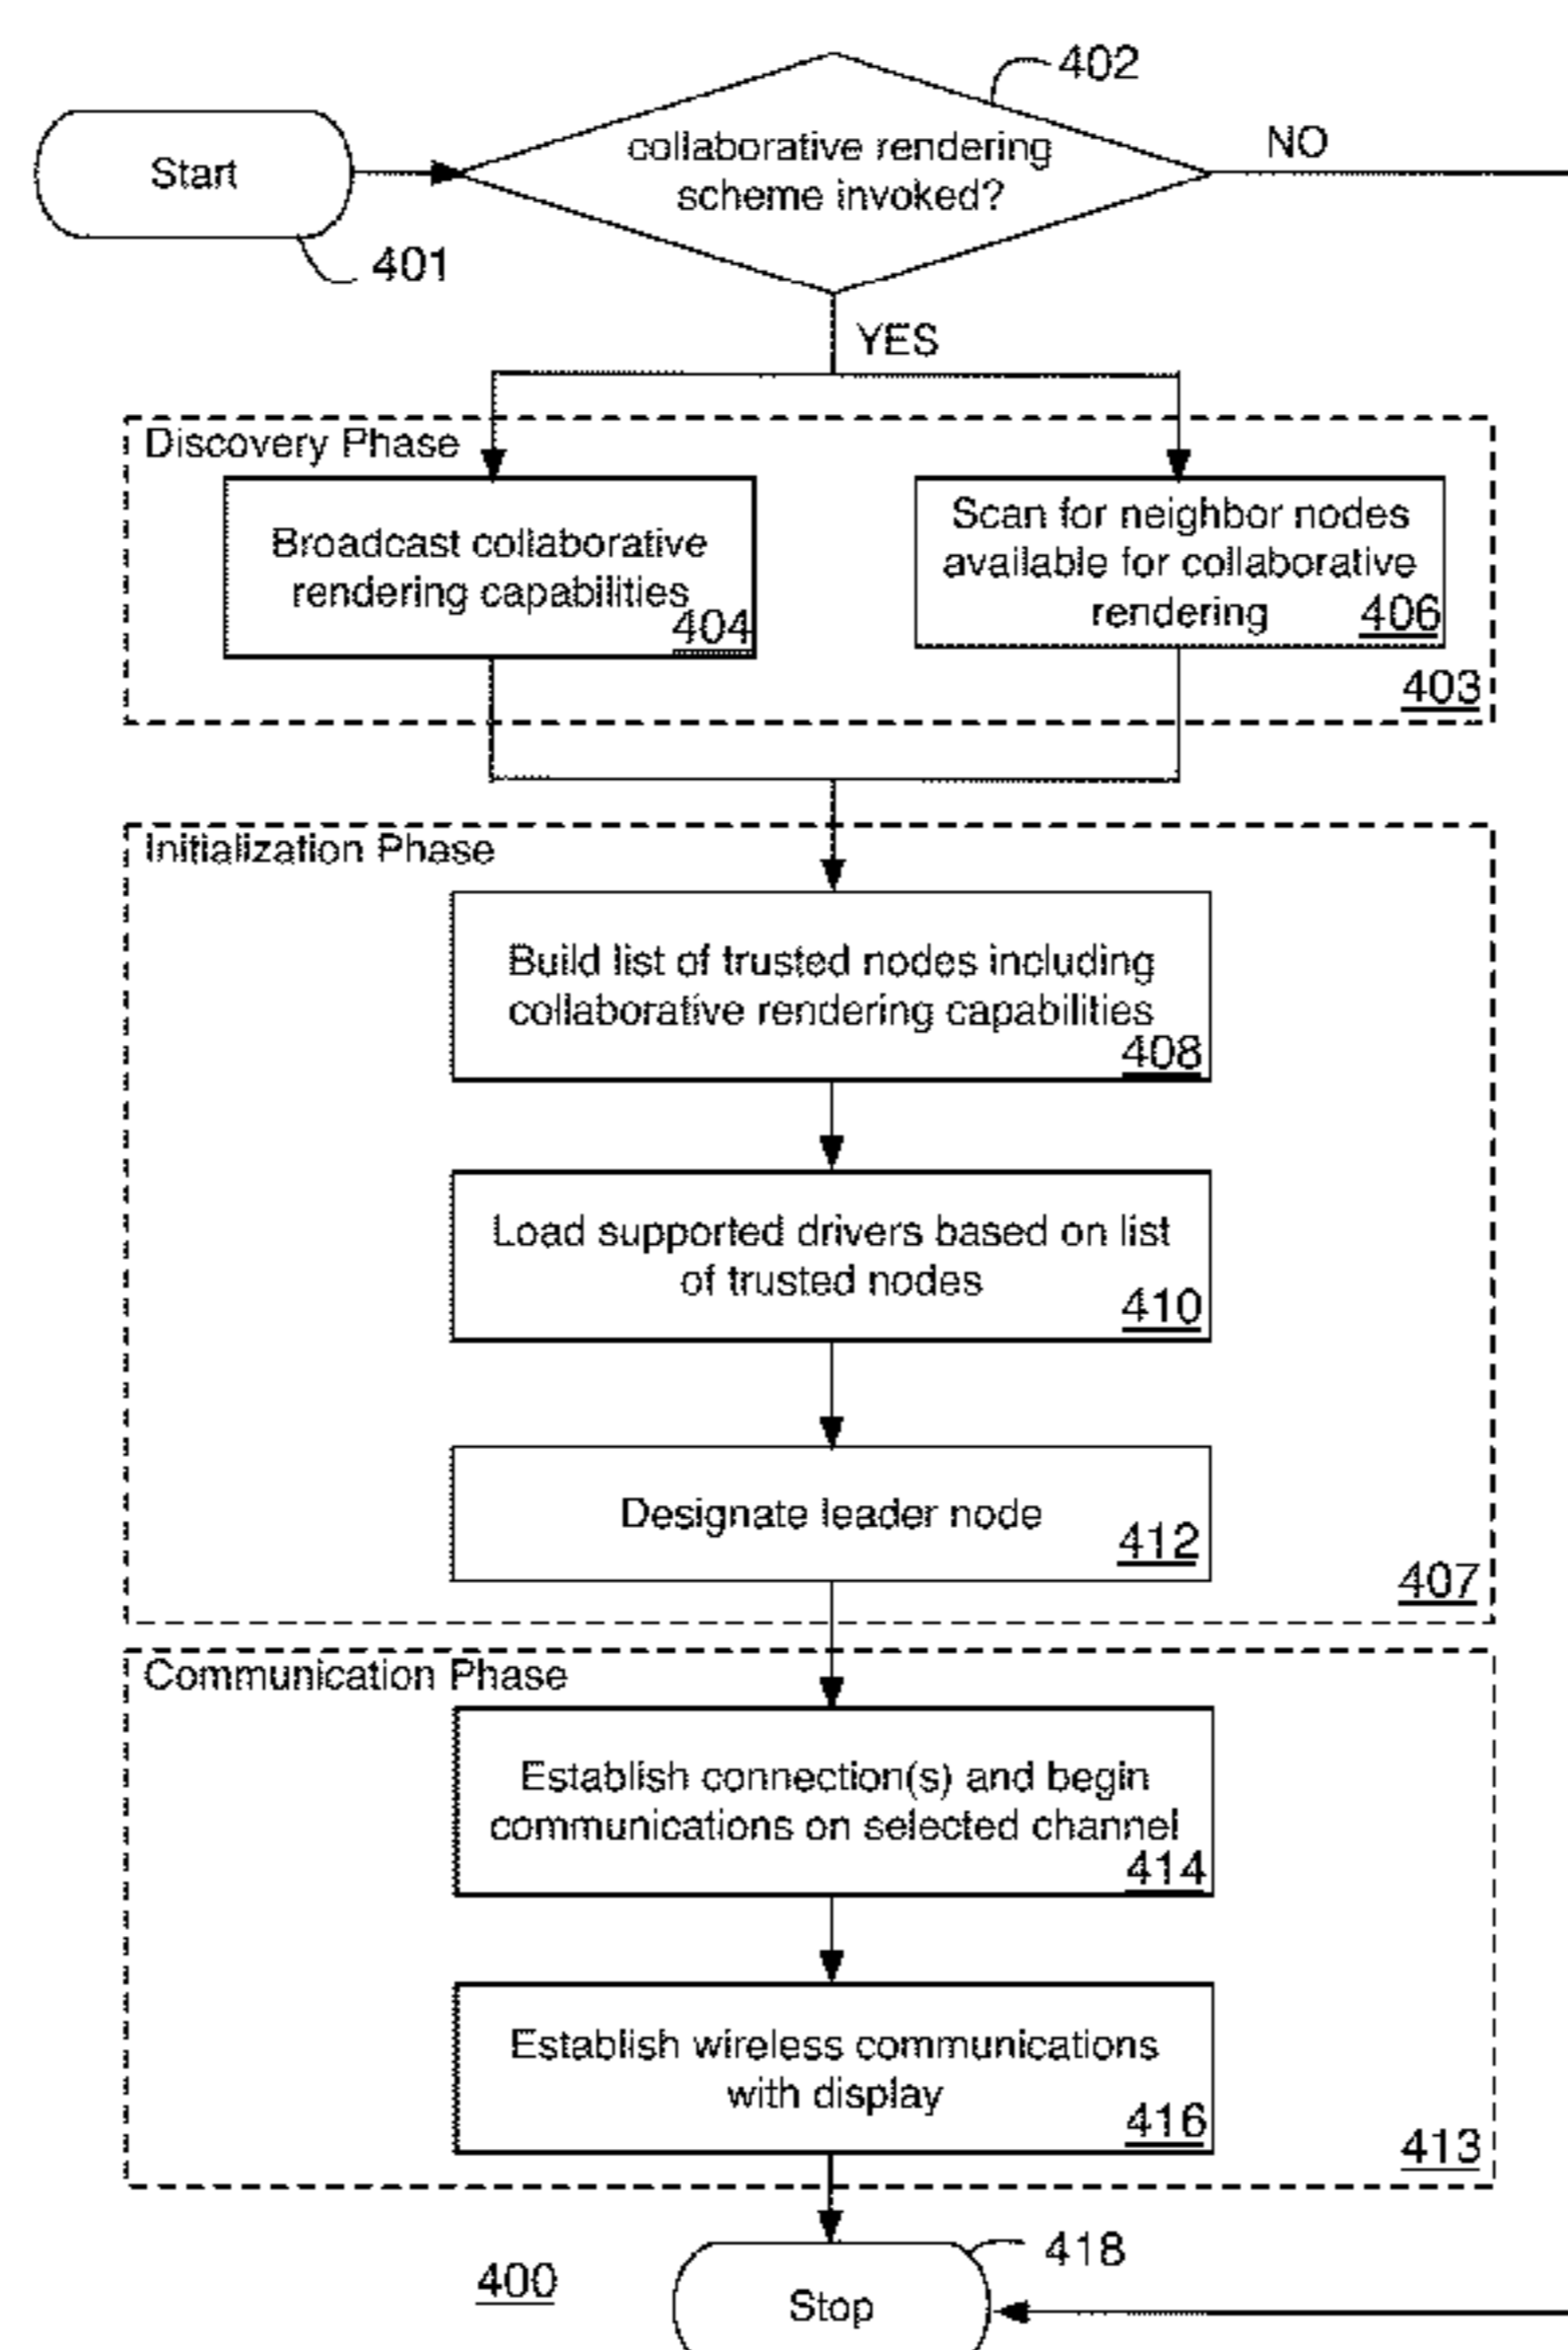 402
collaborative rendering
scheme invoked?
NO
Start
401
YES
Discovery Phase
Broadcast collaborative
rendering capabilities
404
Scan for neighbor nodes
available for collaborative
rendering
406
403
Initialization Phase
Build list of trusted nodes including
collaborative rendering capabilities
408
Load supported drivers based on list
of trusted nodes
410
Designate leader node
412
407
Communication Phase
Establish connection(s) and begin
communications on selected channel
414
Establish wireless communications
with display
416
413
418
400
Stop